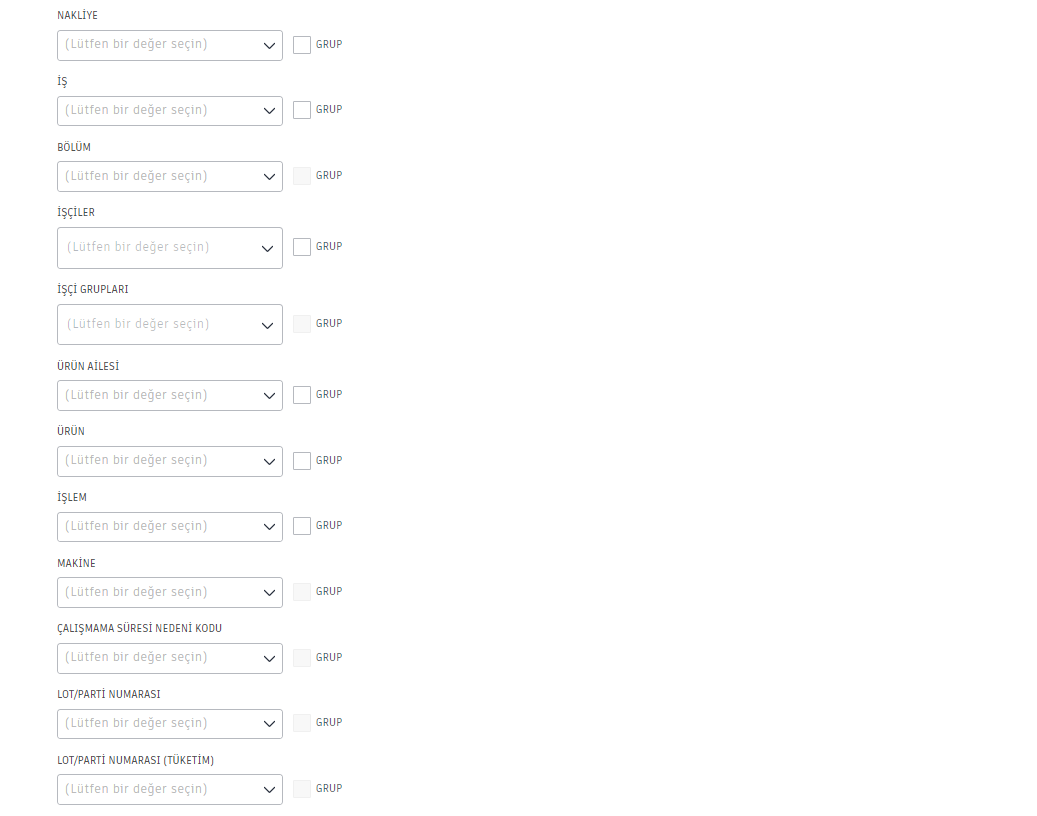 NAKLİYE
(Lütfen bir değer seçin) GRUP
İŞ
(Lütfen bir değer seçin) GRUP
BÖLÜM
(Lütfen bir değer seçin) GRUP
İŞÇİLER
(Lütfen bir değer seçin) GRUP
İŞÇİ GRUPLARI
(Lütfen bir değer seçin) GRUP
ÜRÜN AİLESİ
(Lütfen bir değer seçin) GRUP
ÜRÜN
(Lütfen bir değer seçin) GRUP
İŞLEM
(Lütfen bir değer seçin) GRUP
MAKİNE
(Lütfen bir değer seçin) GRUP
ÇALIŞMAMA SÜRESİ NEDENİ KODU
(Lütfen bir değer seçin) GRUP
LOT/PARTİ NUMARASI
(Lütfen bir değer seçin) GRUP
LOT/PARTİ NUMARASI (TÜKETİM)
(Lütfen bir değer seçin) GRUP